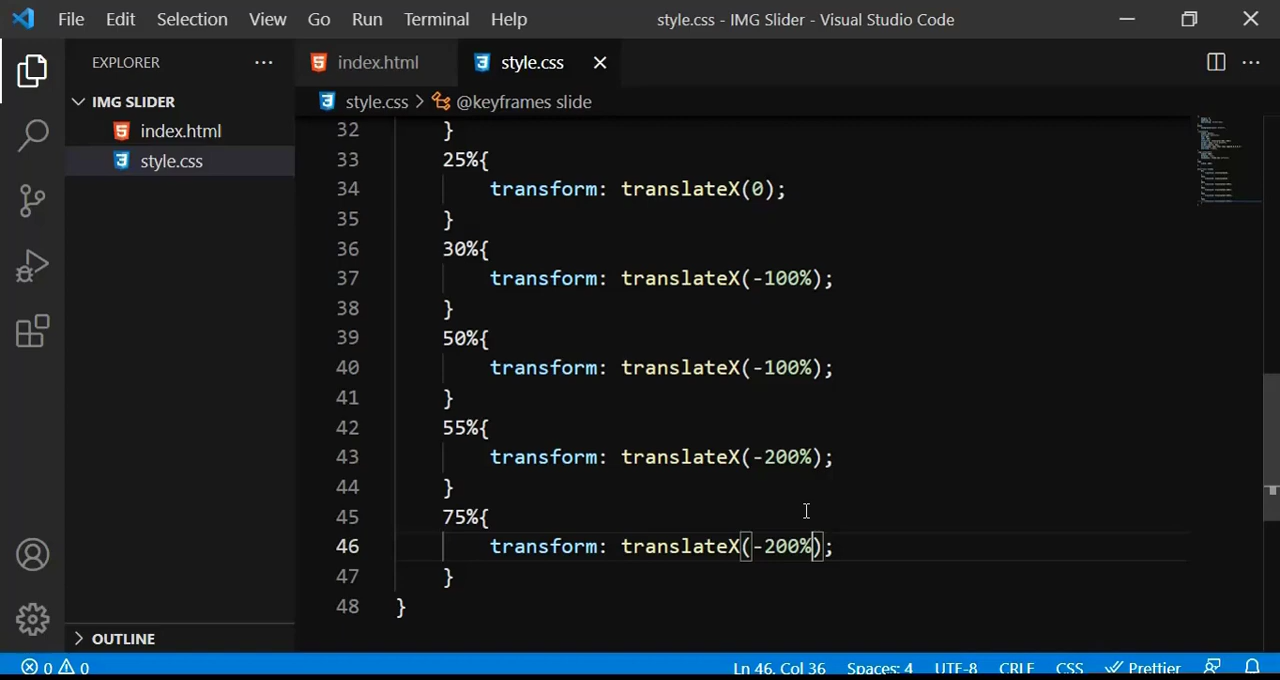 File Edit Selection View Go Run Terminal Help style.css - IMG Slider - Visual Studio Code
EXPLORER
index.html
style.css
IMG SLIDER
index.html
style.css
style.css > @keyframes slide
32 }
33 25%{
34 transform: translateX(0);
35 }
36 30%{
37 transform: translateX(-100%);
38 }
39 50%{
40 transform: translateX(-100%);
41 }
42 55%{
43 transform: translateX(-200%);
44 }
45 75%{
46 transform: translateX(-200%);
47 }
48 }
OUTLINE
0 0 Ln 46, Col 36 Spaces: 4 UTF-8 CRLF CSS Prettier